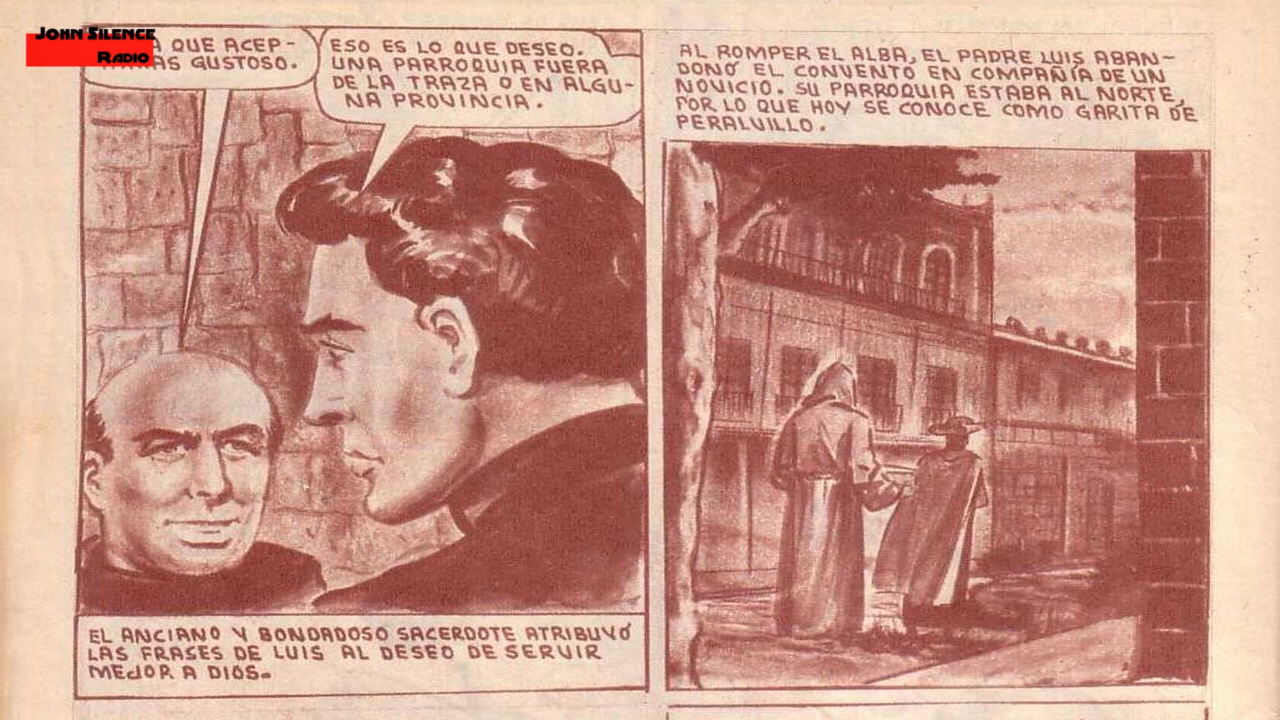 JOHN SILENCE
RADIO
A QUE ACEP-
GUSTOSO.
ESO ES LO QUE DESEO.
UNA PARROQUIA FUERA
DE LA TRAZA O EN ALGU-
NA PROVINCIA.
EL ANCIANO Y BONDADOSO SACERDOTE ATRIBUYÓ
LAS FRASES DE LUIS AL DESEO DE SERVIR
MEJOR A DIOS.
AL ROMPER EL ALBA, EL PADRE LUIS ABAN-
DONÓ EL CONVENTO EN COMPAÑÍA DE UN
NOVICIO. SU PARROQUIA ESTABA AL NORTE,
POR LO QUE HOY SE CONOCE COMO GARITA DE
PERALVILLO.